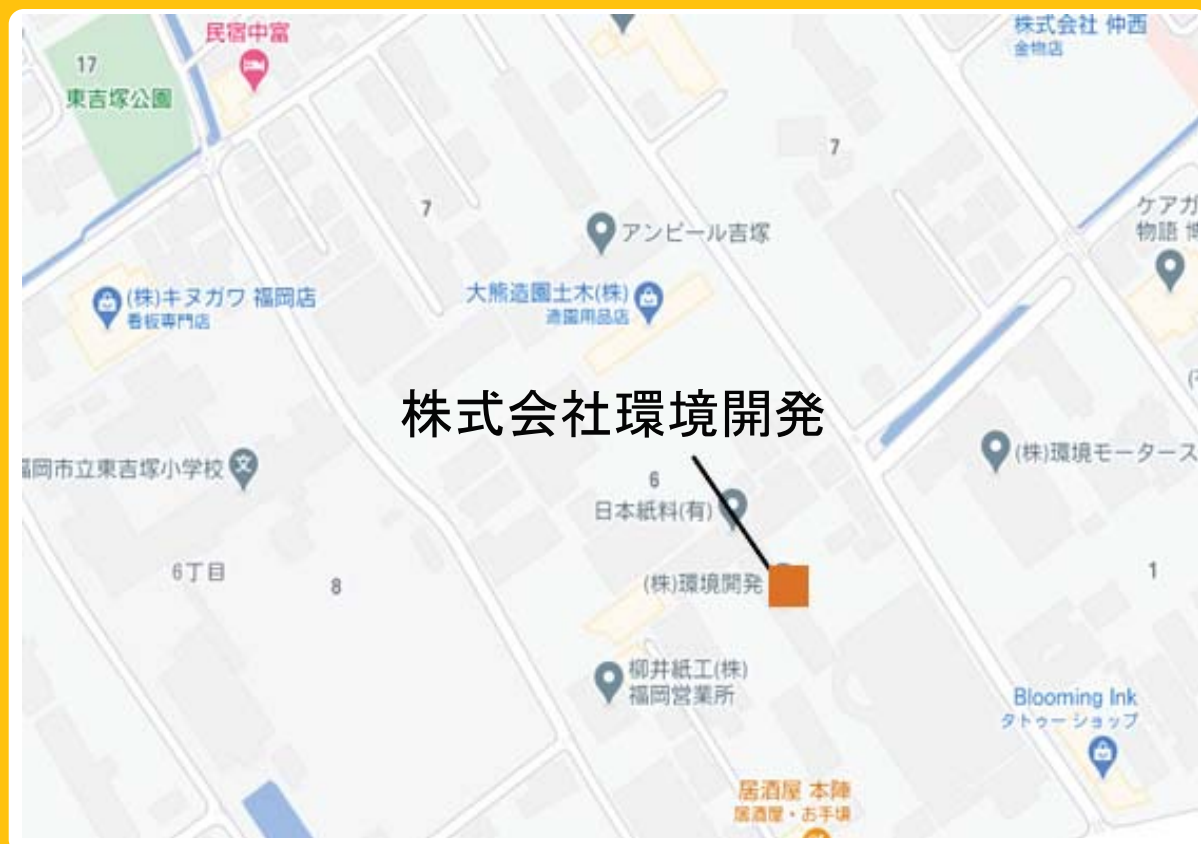 民宿中富
株式会社 仲西
金物店
17
東吉塚公園
7
7
ケアガ
物語 博
アンピール吉塚
(株)キヌガワ 福岡店
看板専門店
大熊造園土木(株)
造園用品店
株式会社環境開発
福岡市立東吉塚小学校
文
(株)環境モータース
6
日本紙料(有)
6丁目
8
(株)環境開発
1
柳井紙工(株)
福岡営業所
Blooming Ink
タトゥー ショップ
居酒屋 本陣
居酒屋・お手頃